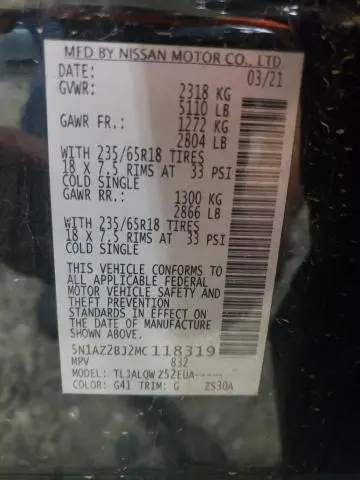 MFD BY NISSAN MOTOR CO., LTD.
DATE: 03/21
GVWR: 2318 KG
5110 LB
GAWR FR.: 1272 KG
2804 LB
WITH 235/65R18 TIRES
18 X 7.5 RIMS AT 33 PSI
COLD SINGLE
GAWR RR.: 1300 KG
2866 LB
WITH 235/65R18 TIRES
18 X 7.5 RIMS AT 33 PSI
COLD SINGLE
THIS VEHICLE CONFORMS TO
ALL APPLICABLE FEDERAL
MOTOR VEHICLE SAFETY AND
THEFT PREVENTION
STANDARDS IN EFFECT ON
THE DATE OF MANUFACTURE
SHOWN ABOVE.
5N1AZ2BJ2MC118319
MPV 832
MODEL: TLJALQWZ52EUA-----
COLOR: G41 TRIM: G ZS30A